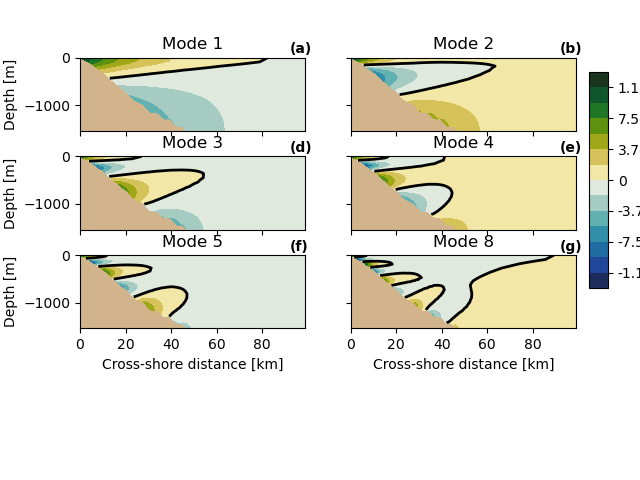 Mode 1
(a)
Mode 2
(b)
Depth [m]
0
−1000
1.1
7.5
3.7
0
-3.7
-7.5
-1.1
Mode 3
(d)
Mode 4
(e)
Depth [m]
0
−1000
Mode 5
(f)
Mode 8
(g)
Depth [m]
0
−1000
0 20 40 60 80
0 20 40 60 80
Cross-shore distance [km]
Cross-shore distance [km]